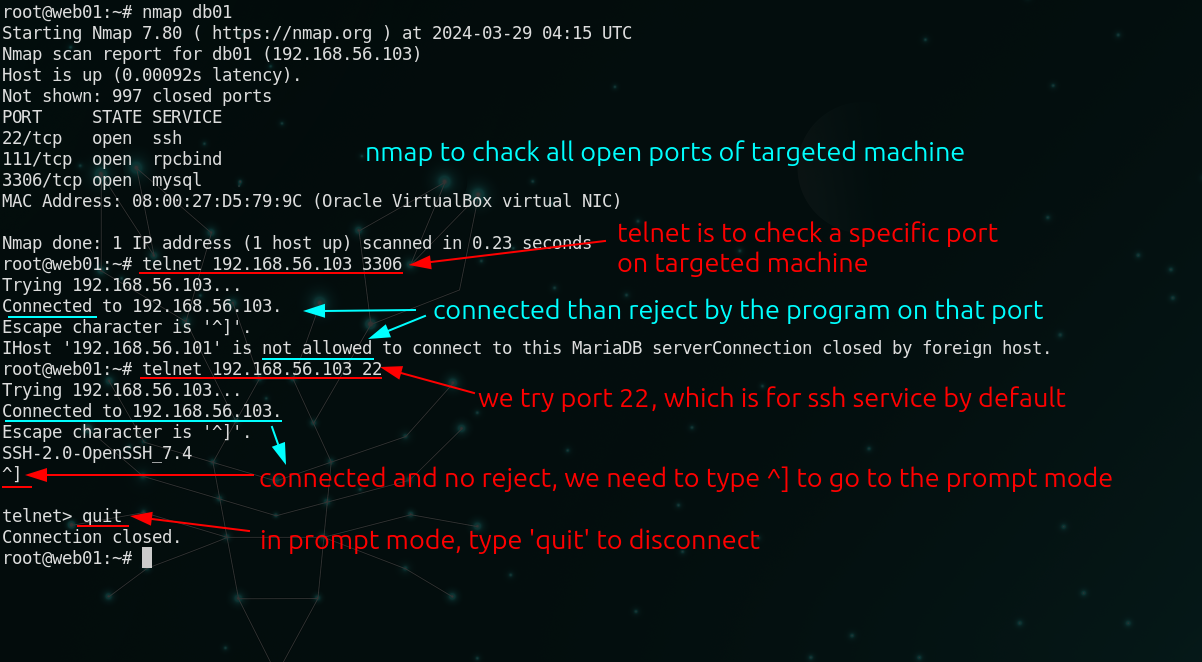 root@web01:~# nmap db01
Starting Nmap 7.80 ( https://nmap.org ) at 2024-03-29 04:15 UTC
Nmap scan report for db01 (192.168.56.103)
Host is up (0.00092s latency).
Not shown: 997 closed ports
PORT     STATE SERVICE
22/tcp   open  ssh
111/tcp  open  rpcbind
nmap to chack all open ports of targeted machine
3306/tcp open  mysql
MAC Address: 08:00:27:D5:79:9C (Oracle VirtualBox virtual NIC)
Nmap done: 1 IP address (1 host up) scanned in 0.23 seconds
telnet is to check a specific port
on targeted machine
root@web01:~# telnet 192.168.56.103 3306
Trying 192.168.56.103...
Connected to 192.168.56.103.
connected than reject by the program on that port
Escape character is '^]'.
IHost '192.168.56.101' is not allowed to connect to this MariaDB serverConnection closed by foreign host.
root@web01:~# telnet 192.168.56.103 22
Trying 192.168.56.103...
we try port 22, which is for ssh service by default
Connected to 192.168.56.103.
Escape character is '^]'.
SSH-2.0-OpenSSH_7.4
^]
connected and no reject, we need to type ^] to go to the prompt mode
telnet> quit
in prompt mode, type 'quit' to disconnect
Connection closed.
root@web01:~#